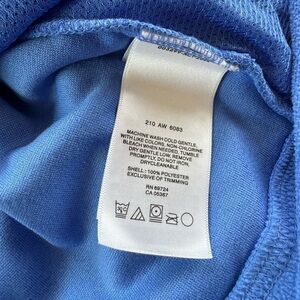 210 AW 6083
MACHINE WASH COLD GENTLE,
WITH LIKE COLORS, NON-CHLORINE
BLEACH WHEN NEEDED, TUMBLE
DRY GENTLE LOW, REMOVE
PROMPTLY, DO NOT IRON,
DRYCLEANABLE
SHELL: 100% POLYESTER
EXCLUSIVE OF TRIMMING
RN 69724
CA 05367